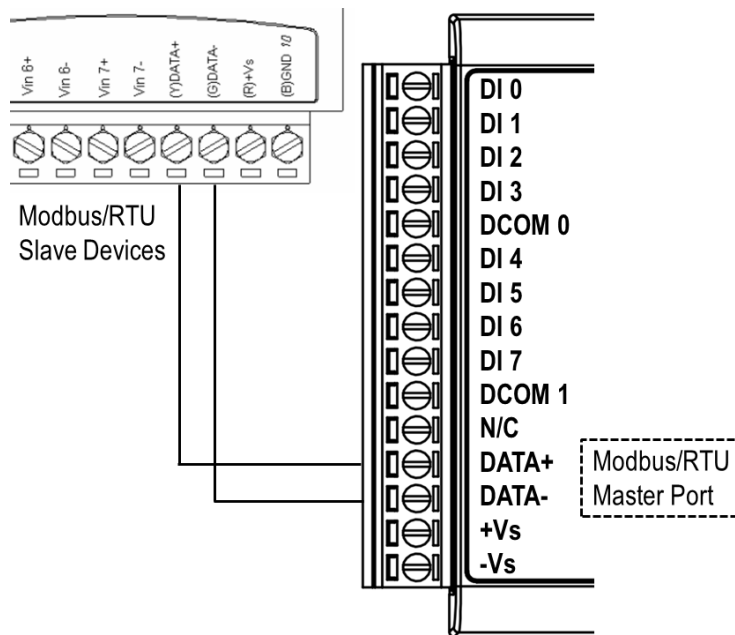 Vin 6+
Vin 6-
Vin 7+
Vin 7-
(Y)DATA+
(G)DATA-
(R)+Vs
(B)GND 10
Modbus/RTU
Slave Devices
DI 0
DI 1
DI 2
DI 3
DCOM 0
DI 4
DI 5
DI 6
DI 7
DCOM 1
N/C
DATA+
DATA-
+Vs
-Vs
Modbus/RTU
Master Port